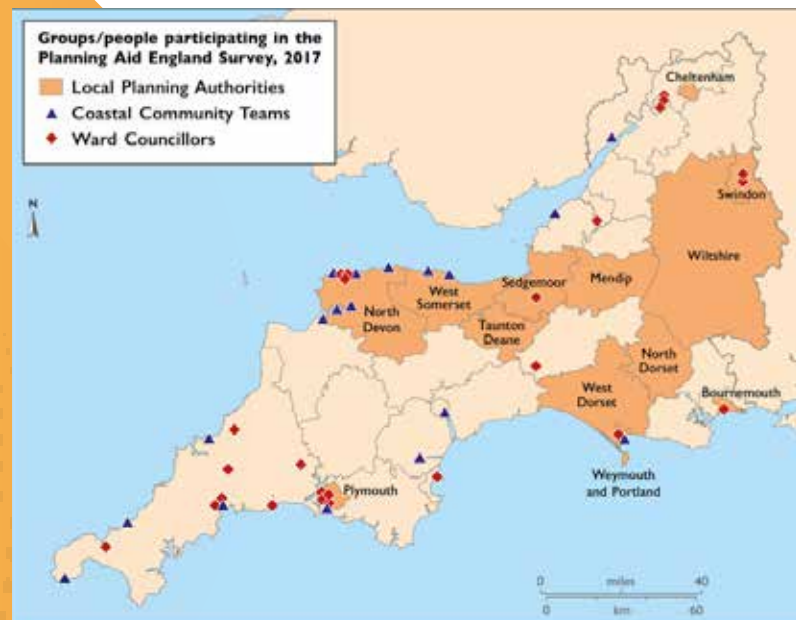 Groups/people participating in the
Planning Aid England Survey, 2017
Local Planning Authorities
Coastal Community Teams
Ward Councillors
N
Cheltenham
Swindon
Wiltshire
Mendip
Sedgemoor
West
Somerset
North
Devon
Taunton
Deane
North
Dorset
West
Dorset
Bournemouth
Weymouth
and Portland
Plymouth
0 miles 40
0 km 60